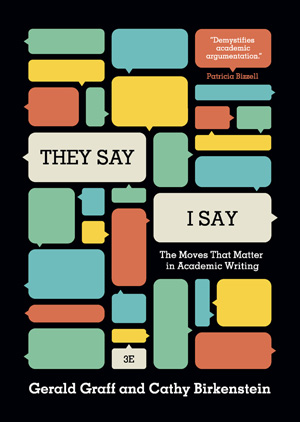 "Demystifies
academic
argumentation."
Patricia Bizzell
THEY SAY
I SAY
The Moves That Matter
in Academic Writing
3E
Gerald Graff and Cathy Birkenstein